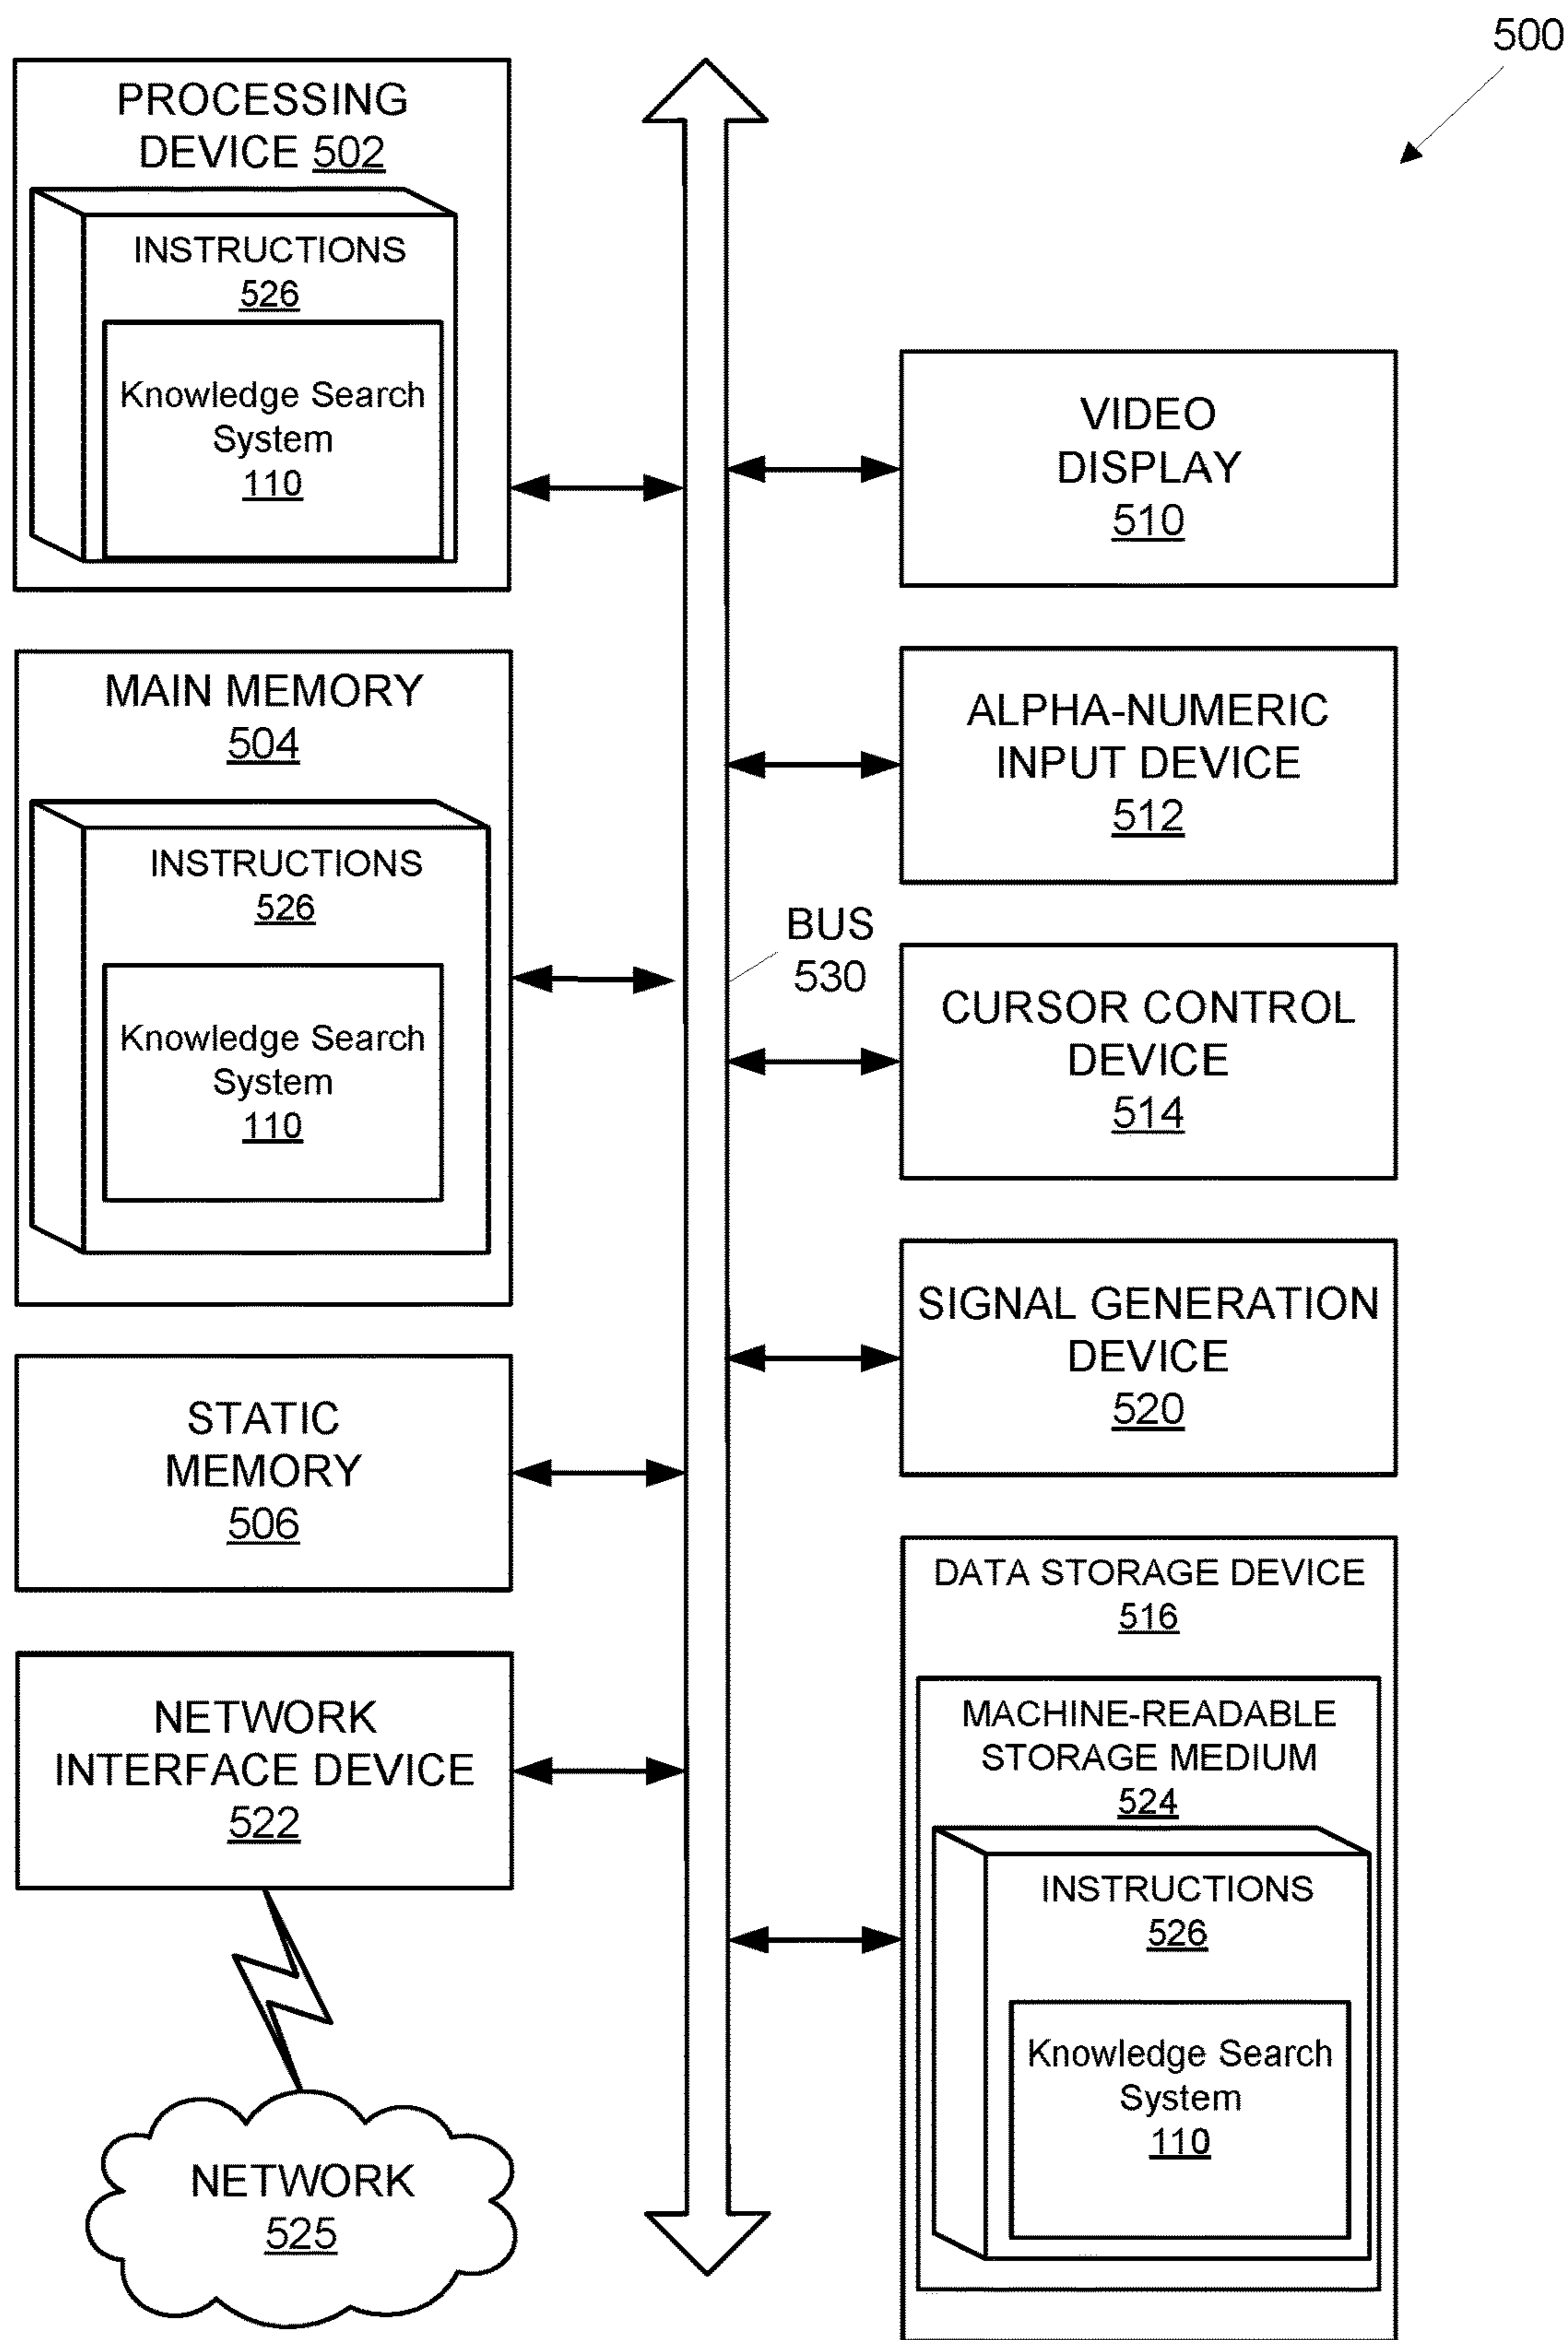 500
PROCESSING
DEVICE 502
INSTRUCTIONS
526
Knowledge Search
System
110
MAIN MEMORY
504
INSTRUCTIONS
526
Knowledge Search
System
110
STATIC
MEMORY
506
NETWORK
INTERFACE DEVICE
522
NETWORK
525
BUS
530
VIDEO
DISPLAY
510
ALPHA-NUMERIC
INPUT DEVICE
512
CURSOR CONTROL
DEVICE
514
SIGNAL GENERATION
DEVICE
520
DATA STORAGE DEVICE
516
MACHINE-READABLE
STORAGE MEDIUM
524
INSTRUCTIONS
526
Knowledge Search
System
110